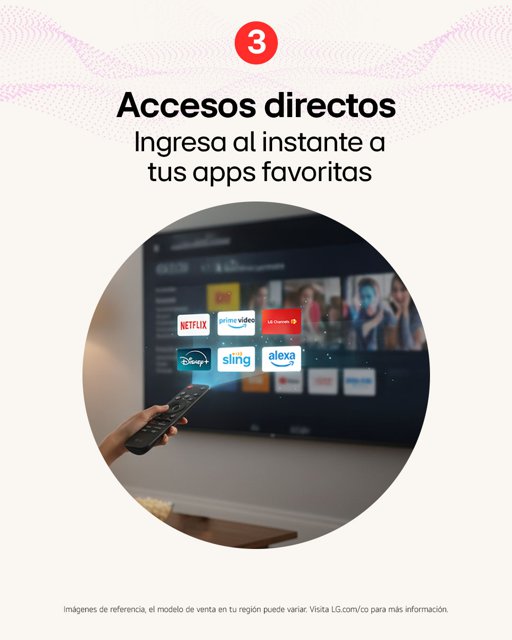 3
Accesos directos
Ingresa al instante a
tus apps favoritas
NETFLIX
prime video
LG Channels
Disney+
sling
alexa
Imágenes de referencia, el modelo de venta en tu región puede variar. Visita LG.com/co para más información.